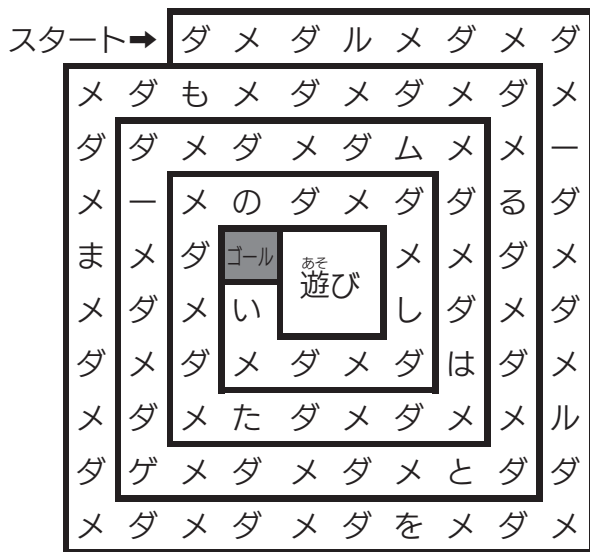 スタート➡ ダメダルメダメダ
メダもメダメダメダメ
ダダメダメダムメメー
メーメのダメダダるダ
まメダゴール遊びメメダメ
あそ
メダメいしダメダ
ダメダメダメダはダメ
メダメたダメダメメル
ダゲメダメダメとダダ
メダメダメダをメダメ